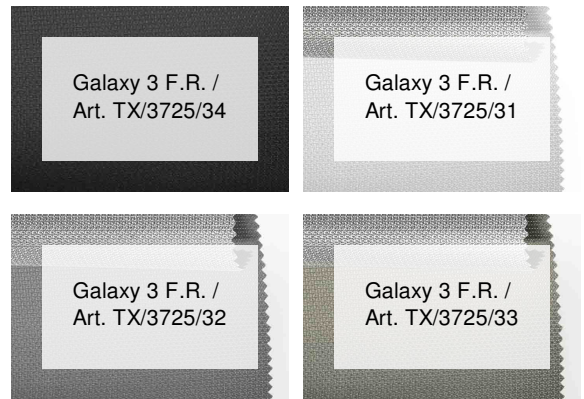 Galaxy 3 F.R. /
Art. TX/3725/34
Galaxy 3 F.R. /
Art. TX/3725/31
Galaxy 3 F.R. /
Art. TX/3725/32
Galaxy 3 F.R. /
Art. TX/3725/33